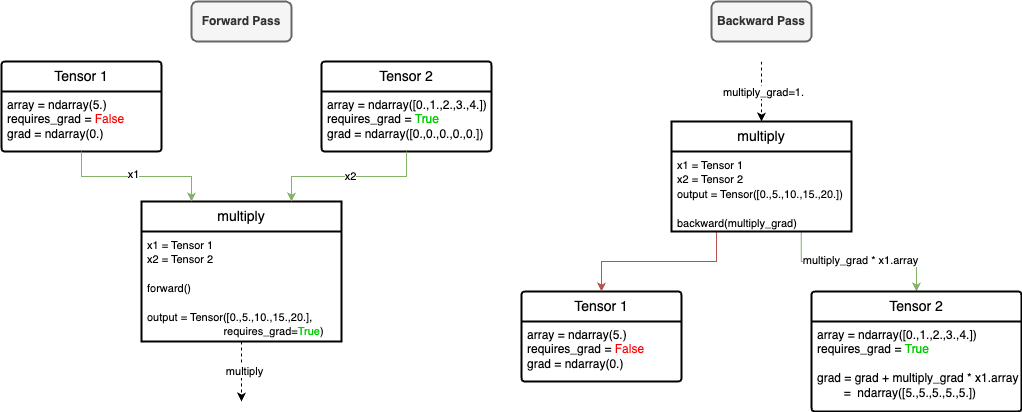 Forward Pass
Tensor 1
array = ndarray(5.)
requires_grad = False
grad = ndarray(0.)
Tensor 2
array = ndarray([0.,1.,2.,3.,4.])
requires_grad = True
grad = ndarray([0.,0.,0.,0.,0.])
x1
x2
multiply
x1 = Tensor 1
x2 = Tensor 2
forward()
output = Tensor([0.,5.,10.,15.,20.],
requires_grad=True)
multiply
Backward Pass
multiply_grad=1.
multiply
x1 = Tensor 1
x2 = Tensor 2
output = Tensor([0.,5.,10.,15.,20.])
backward(multiply_grad)
multiply_grad * x1.array
Tensor 1
array = ndarray(5.)
requires_grad = False
grad = ndarray(0.)
Tensor 2
array = ndarray([0.,1.,2.,3.,4.])
requires_grad = True
grad = grad + multiply_grad * x1.array
= ndarray([5.,5.,5.,5.,5.])